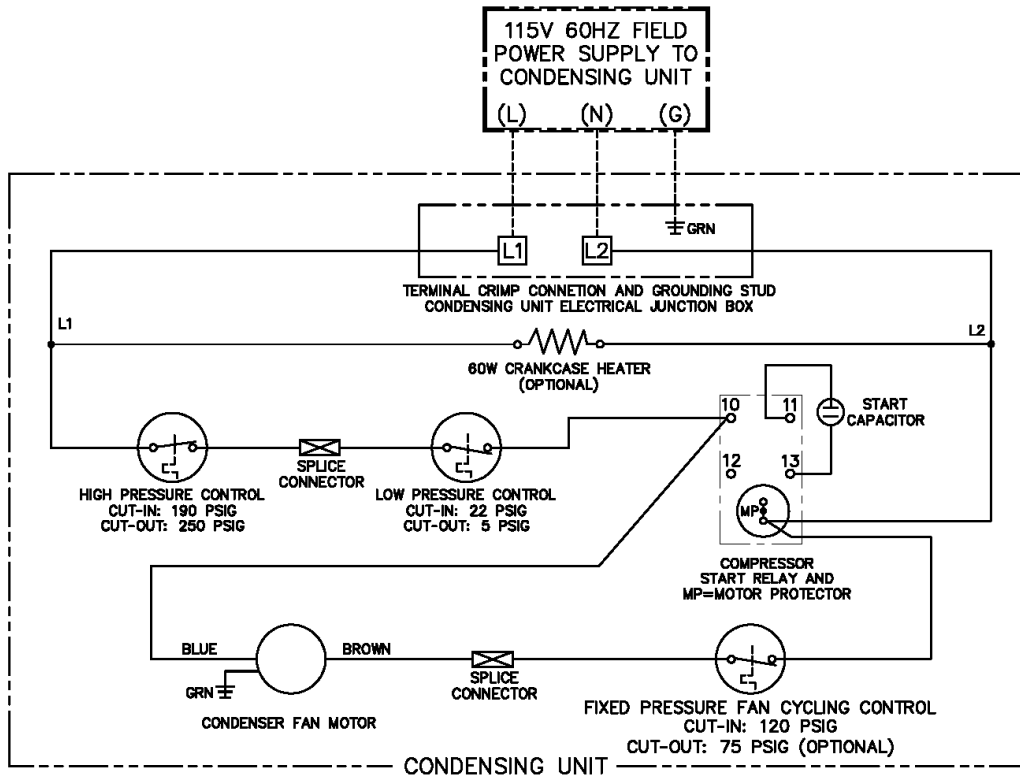 115V 60HZ FIELD
POWER SUPPLY TO
CONDENSING UNIT
(L) (N) (G)
GRN
L1 L2
TERMINAL CRIMP CONNETION AND GROUNDING STUD
CONDENSING UNIT ELECTRICAL JUNCTION BOX
L1
L2
60W CRANKCASE HEATER
(OPTIONAL)
10 11
START
CAPACITOR
12 13
SPLICE
CONNECTOR
HIGH PRESSURE CONTROL
CUT-IN: 190 PSIG
CUT-OUT: 250 PSIG
LOW PRESSURE CONTROL
CUT-IN: 22 PSIG
CUT-OUT: 5 PSIG
MP
COMPRESSOR
START RELAY AND
MP=MOTOR PROTECTOR
BLUE
BROWN
GRN
SPLICE
CONNECTOR
CONDENSER FAN MOTOR
FIXED PRESSURE FAN CYCLING CONTROL
CUT-IN: 120 PSIG
CUT-OUT: 75 PSIG (OPTIONAL)
CONDENSING UNIT